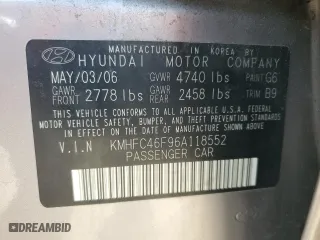 MANUFACTURED IN KOREA BY
HYUNDAI MOTOR COMPANY
MAY/03/06 GVWR 4740 lbs PAINT G6
GAWR FRONT 2778 lbs GAWR REAR 2458 lbs TRIM B9
THIS VEHICLE CONFORMS TO ALL APPLICABLE U.S.A.
FEDERAL MOTOR VEHICLE SAFETY, BUMPER,
AND THEFT PREVENTION STANDARDS IN EFFECT
ON THE DATE OF MANUFACTURE SHOWN ABOVE.
V.I.N KMHFC46F96A118552
PASSENGER CAR